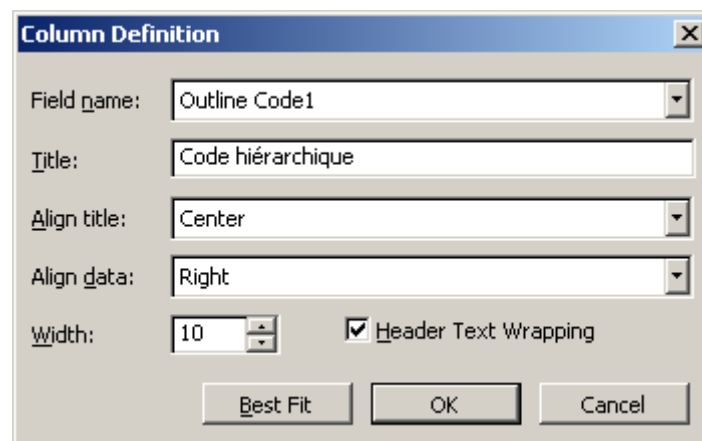 Column Definition
Field name: Outline Code1
Title: Code hiérarchique
Align title: Center
Align data: Right
Width: 10 Header Text Wrapping
Best Fit OK Cancel